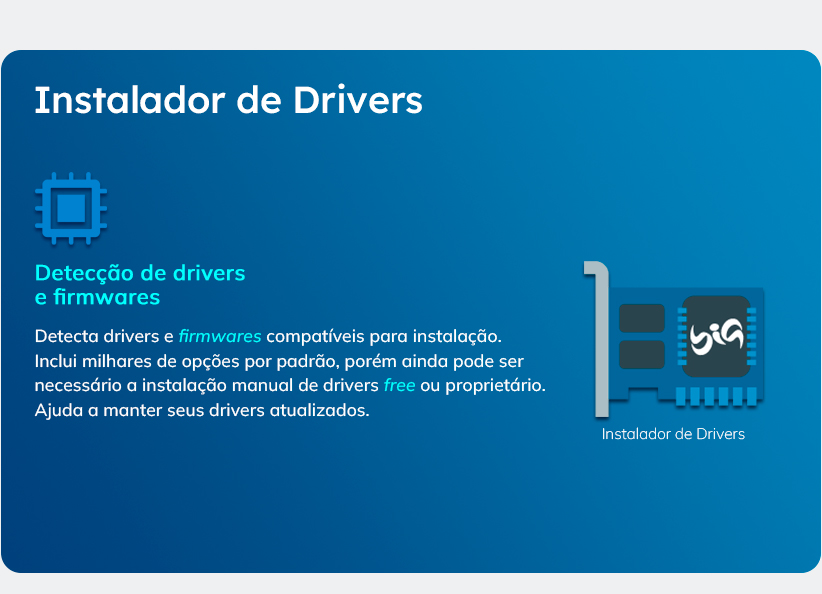 Instalador de Drivers
Detecção de drivers
e firmwares
Detecta drivers e firmwares compatíveis para instalação.
Inclui milhares de opções por padrão, porém ainda pode ser
necessário a instalação manual de drivers free ou proprietário.
Ajuda a manter seus drivers atualizados.
big
Instalador de Drivers